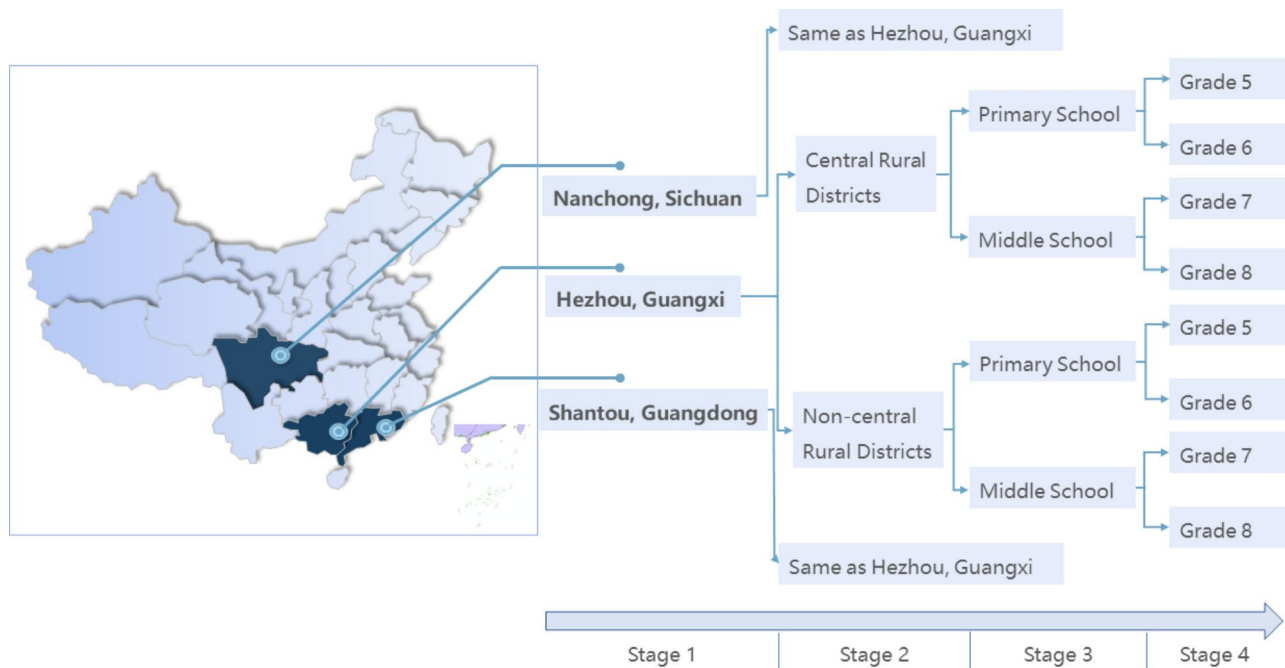 Same as Hezhou, Guangxi
Nanchong, Sichuan
Hezhou, Guangxi
Shantou, Guangdong
Central Rural
Districts
Non-central
Rural Districts
Same as Hezhou, Guangxi
Primary School
Middle School
Primary School
Middle School
Grade 5
Grade 6
Grade 7
Grade 8
Grade 5
Grade 6
Grade 7
Grade 8
Stage 1
Stage 2
Stage 3
Stage 4